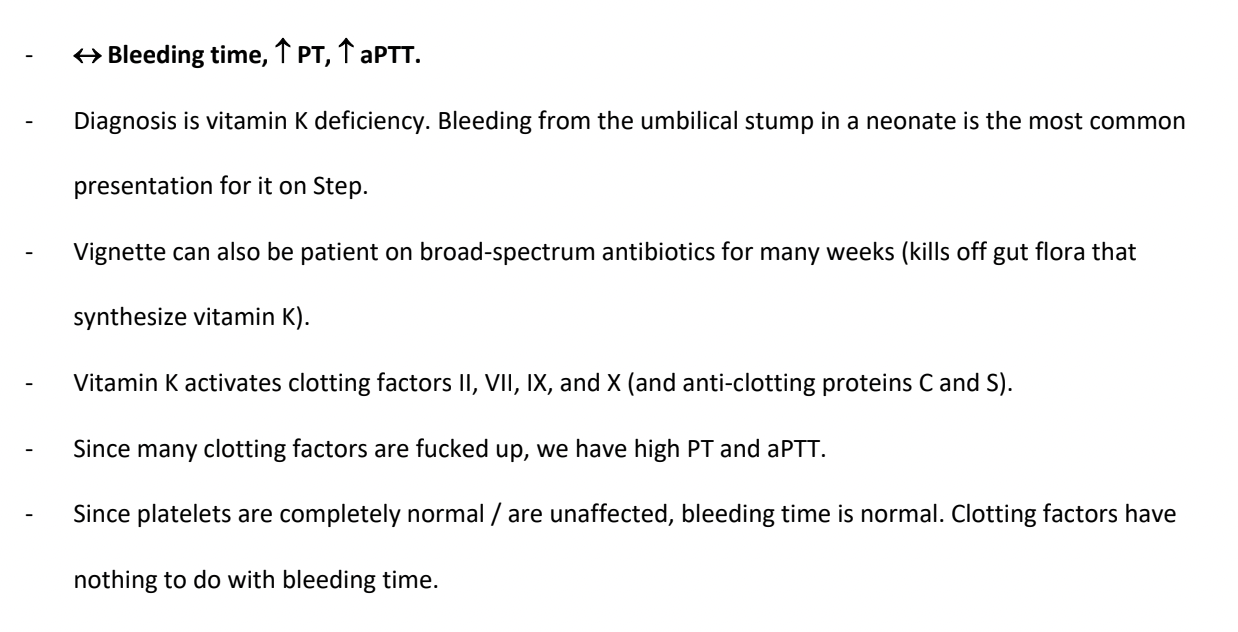 - ↔ Bleeding time, ↑ PT, ↑ aPTT.
- Diagnosis is vitamin K deficiency. Bleeding from the umbilical stump in a neonate is the most common
presentation for it on Step.
- Vignette can also be patient on broad-spectrum antibiotics for many weeks (kills off gut flora that
synthesize vitamin K).
- Vitamin K activates clotting factors II, VII, IX, and X (and anti-clotting proteins C and S).
- Since many clotting factors are fucked up, we have high PT and aPTT.
- Since platelets are completely normal / are unaffected, bleeding time is normal. Clotting factors have
nothing to do with bleeding time.